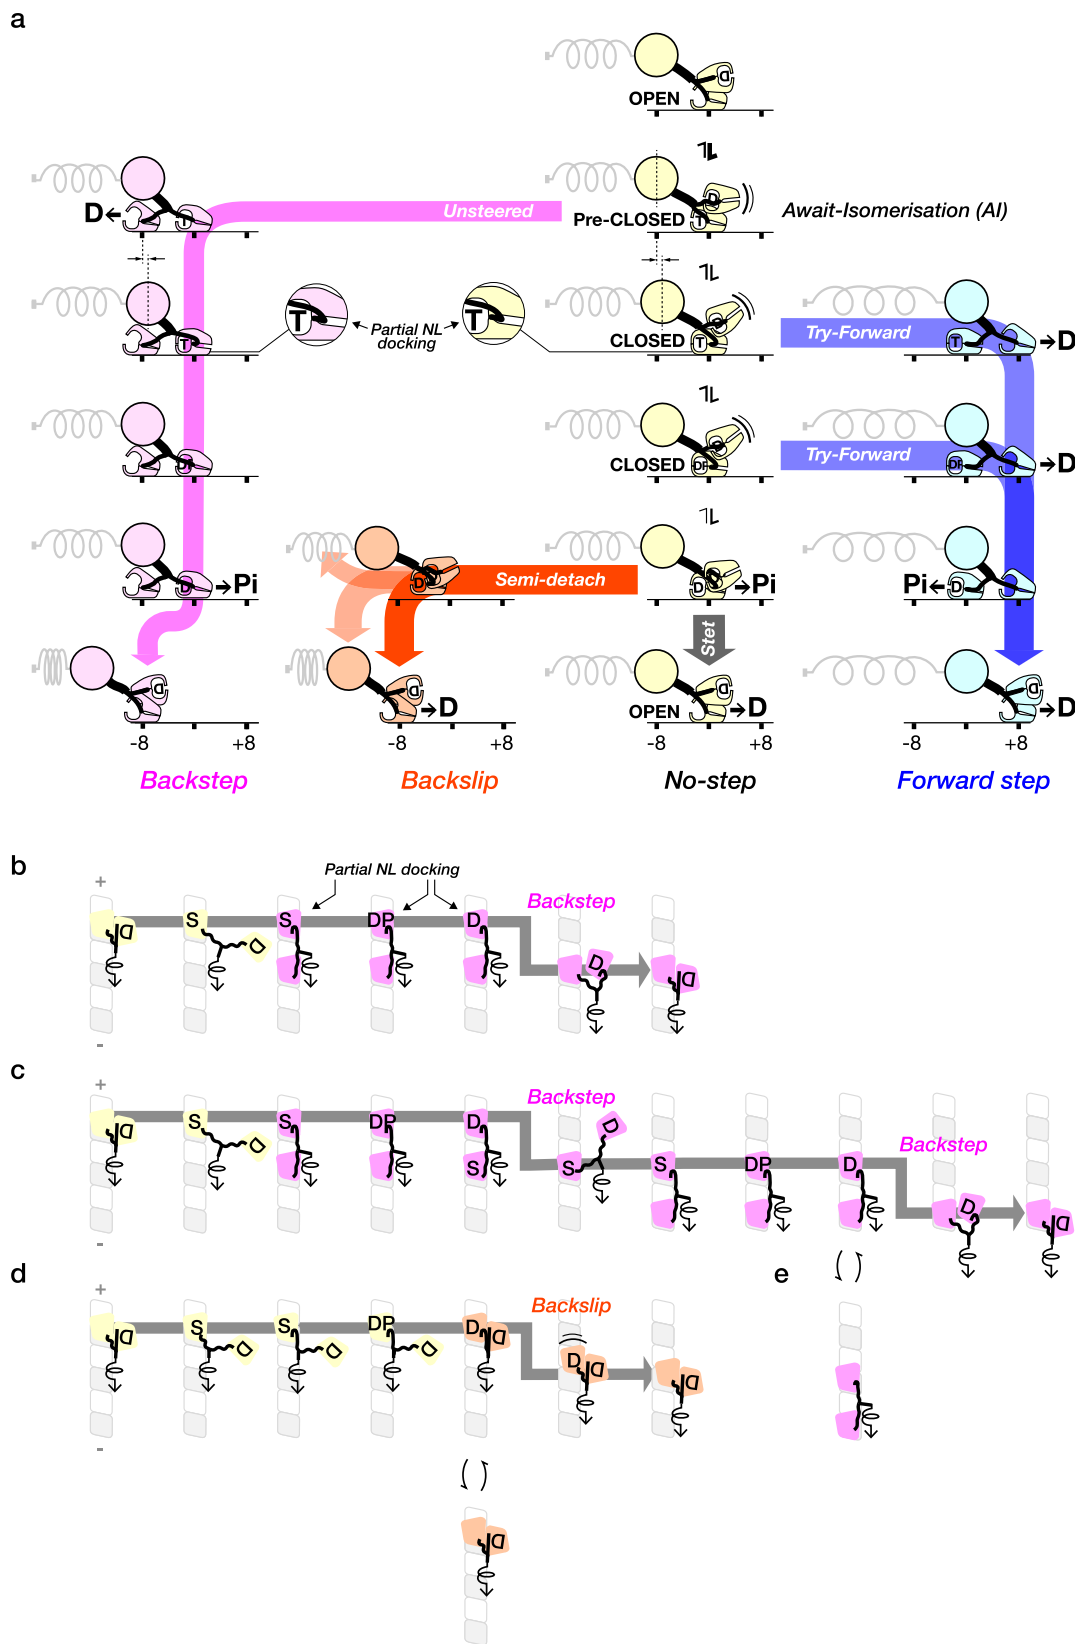 a
D
OPEN
D
T
Unsteered
D
T
Pre-CLOSED
Await-Isomerisation (AI)
T
T
Partial NL
docking
T
T
CLOSED
Try-Forward
T
D
DP
D
DP
CLOSED
Try-Forward
DP
D
D
Pi
D
Semi-detach
D
Pi
Pi
D
Stet
D
D
D
D
OPEN
D
D
D
-8
+8
-8
+8
-8
+8
-8
+8
Backstep
Backslip
No-step
Forward step
b
Partial NL docking
+
Backstep
D
S
D
S
DP
D
D
D
-
c
+
Backstep
D
S
D
S
DP
D
S
S
D
S
DP
D
Backstep
D
D
-
d
e
+
Backslip
D
S
D
S
D
DP
D
D
D
D
D
D
-
D